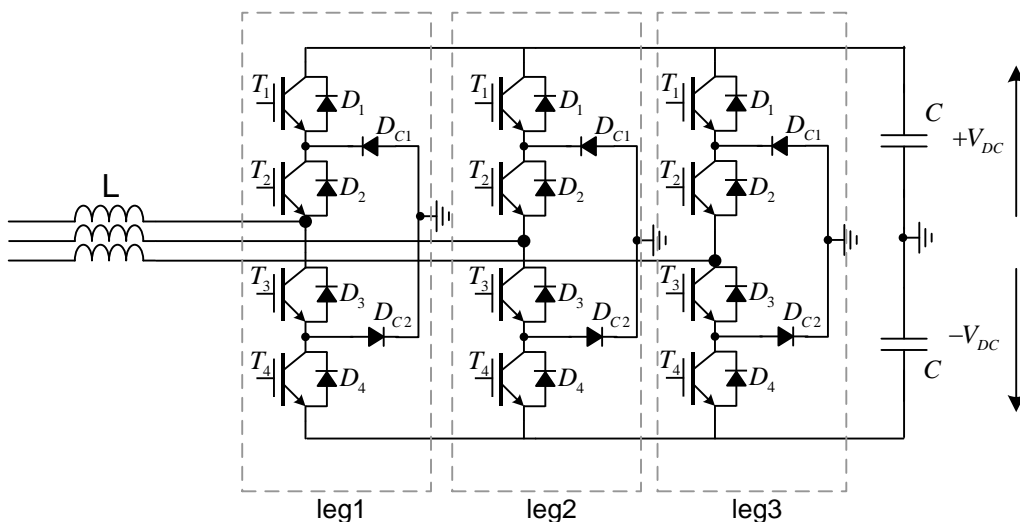 T1 D1 DC1 T1 D1 DC1 T1 D1 DC1 C +VDC
T2 D2 T2 D2 T2 D2
L
T3 D3 DC2 T3 D3 DC2 T3 D3 DC2
T4 D4 T4 D4 T4 D4 C −VDC
leg1 leg2 leg3